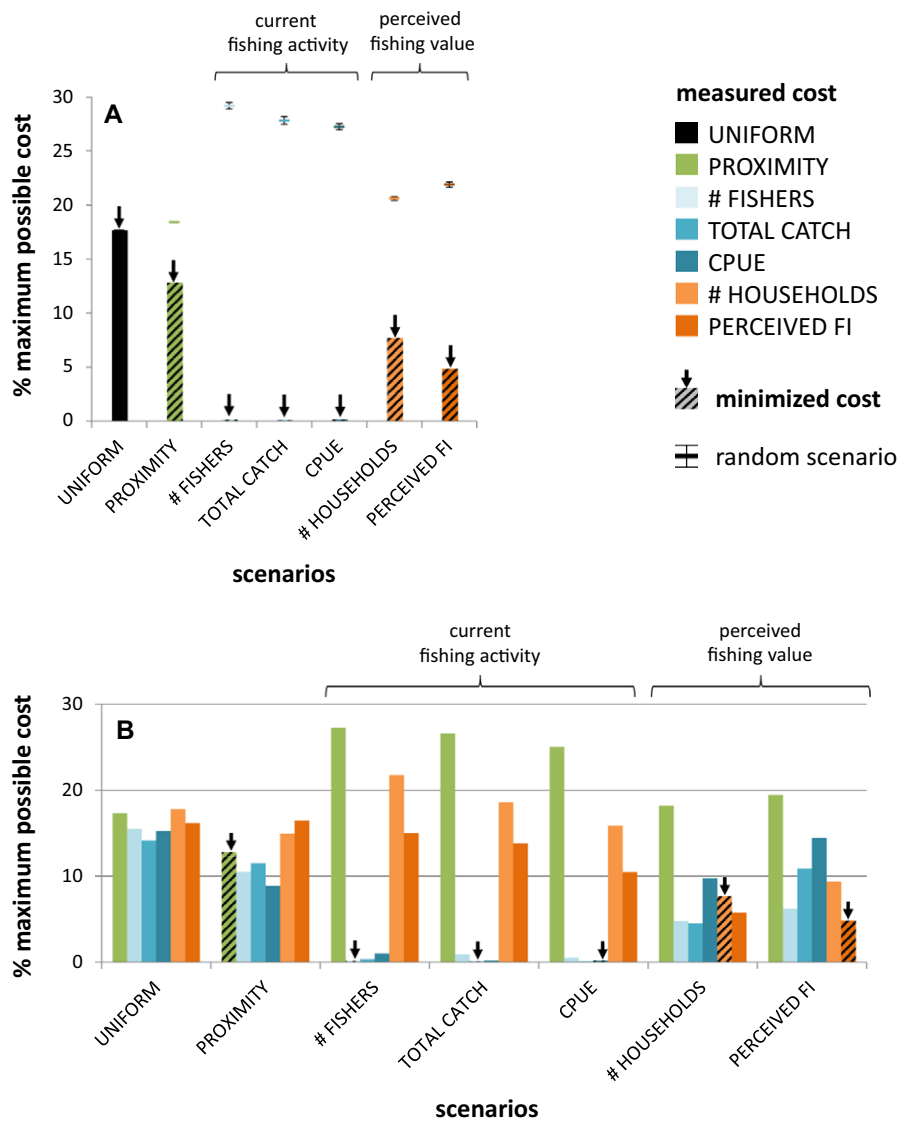 current
fishing activity
perceived
fishing value
A
% maximum possible cost
30
25
20
15
10
5
0
UNIFORM
PROXIMITY
# FISHERS
TOTAL CATCH
CPUE
# HOUSEHOLDS
PERCEIVED FI
scenarios
measured cost
UNIFORM
PROXIMITY
# FISHERS
TOTAL CATCH
CPUE
# HOUSEHOLDS
PERCEIVED FI
minimized cost
random scenario
current
fishing activity
perceived
fishing value
B
% maximum possible cost
30
20
10
0
UNIFORM
PROXIMITY
# FISHERS
TOTAL CATCH
CPUE
# HOUSEHOLDS
PERCEIVED FI
scenarios